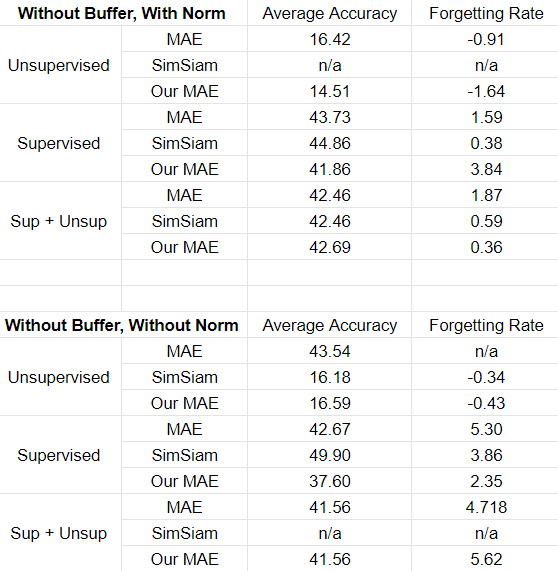 Without Buffer, With Norm Average Accuracy Forgetting Rate
MAE 16.42 -0.91
Unsupervised SimSiam n/a n/a
Our MAE 14.51 -1.64
MAE 43.73 1.59
Supervised SimSiam 44.86 0.38
Our MAE 41.86 3.84
MAE 42.46 1.87
Sup + Unsup SimSiam 42.46 0.59
Our MAE 42.69 0.36
Without Buffer, Without Norm Average Accuracy Forgetting Rate
MAE 43.54 n/a
Unsupervised SimSiam 16.18 -0.34
Our MAE 16.59 -0.43
MAE 42.67 5.30
Supervised SimSiam 49.90 3.86
Our MAE 37.60 2.35
MAE 41.56 4.718
Sup + Unsup SimSiam n/a n/a
Our MAE 41.56 5.62